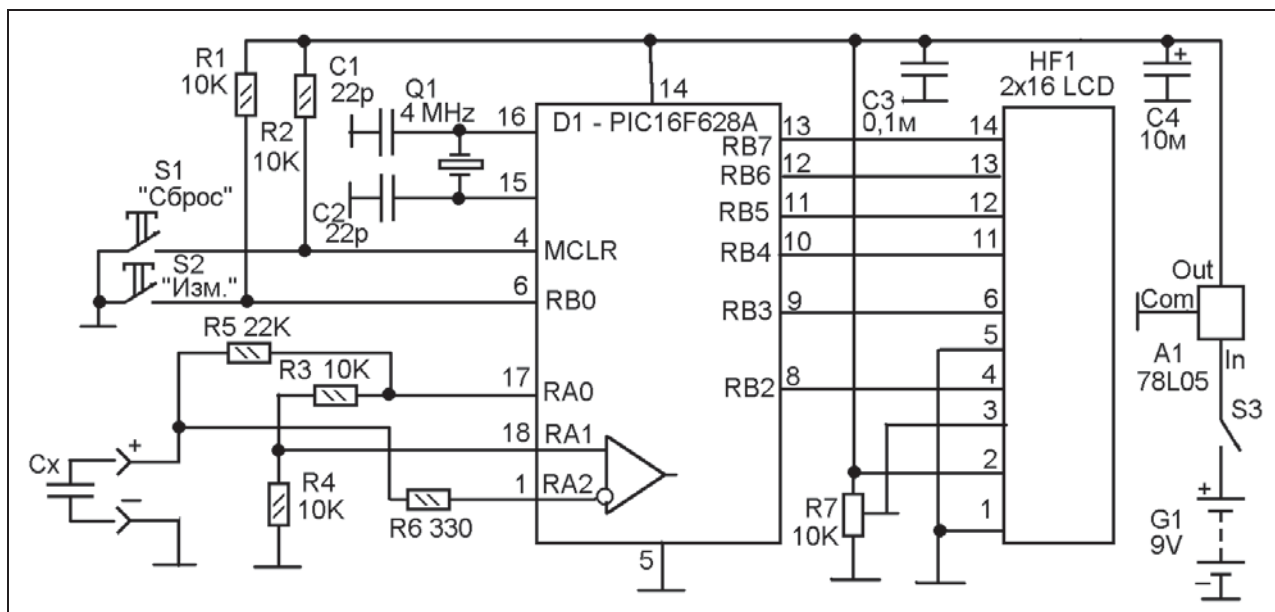 R1
10K
C1
22p
R2
10K
Q1
4 MHz
C2
22p
S1
"Сброс"
S2
"Изм."
R5 22K
R3 10K
R4
10K
R6 330
Cx
+
–
16
15
4
6
17
18
1
14
D1 - PIC16F628A
MCLR
RB0
RA0
RA1
RA2
RB7
RB6
RB5
RB4
RB3
RB2
5
13
12
11
10
9
8
C3
0,1м
HF1
2x16 LCD
14
13
12
11
6
5
4
3
2
1
R7
10K
+
C4
10м
Out
Com
A1
78L05
In
S3
+
G1
9V
–